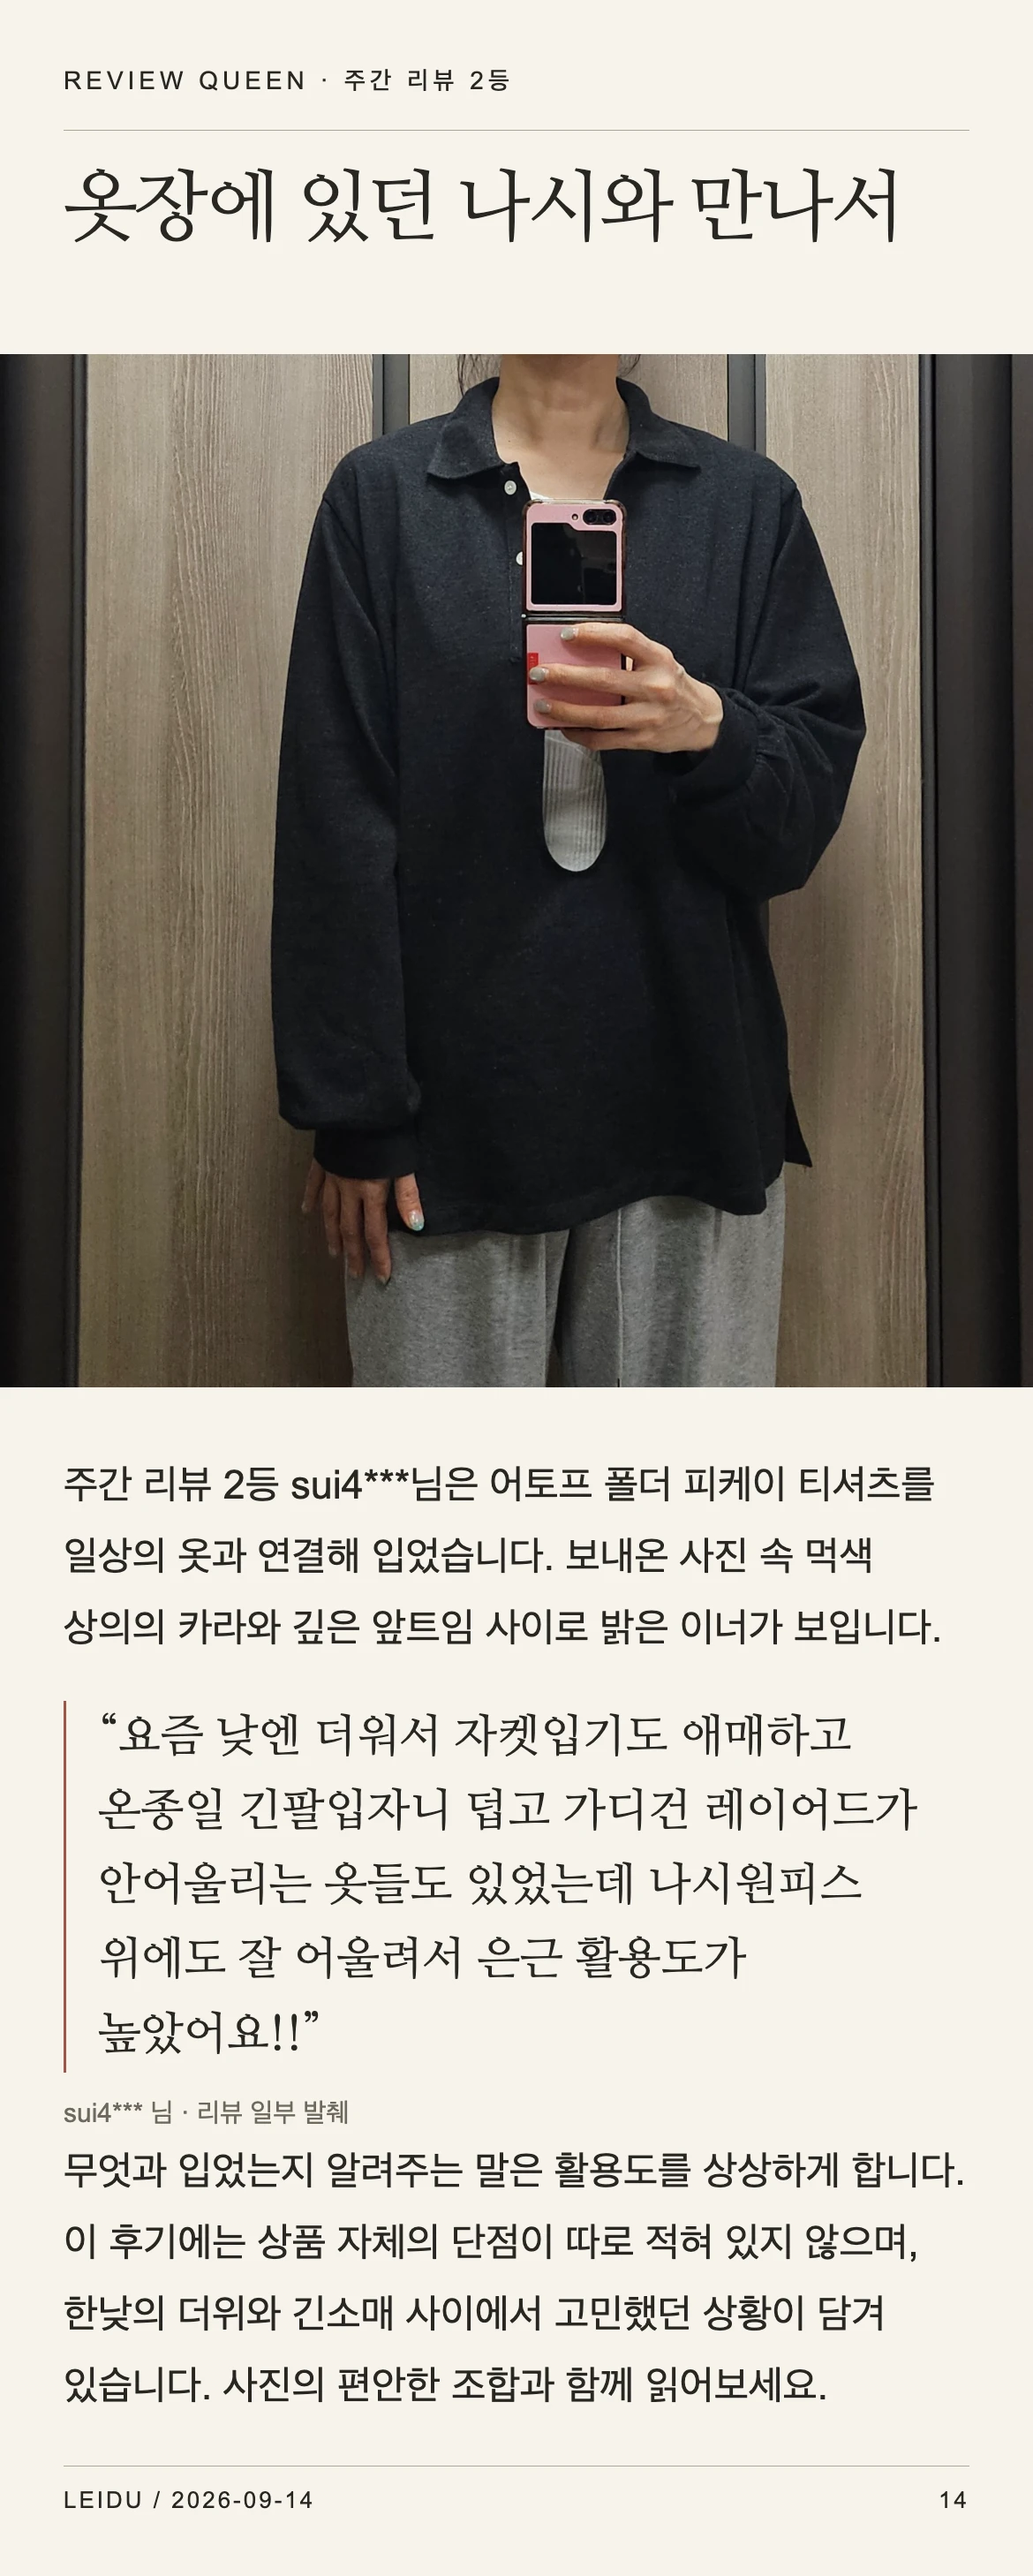 REVIEW QUEEN · 주간 리뷰 2등
옷장에 있던 나시와 만나서
주간 리뷰 2등 sui4***님은 어토프 폴더 피케이 티셔츠를
일상의 옷과 연결해 입었습니다. 보내온 사진 속 먹색
상의의 카라와 깊은 앞트임 사이로 밝은 이너가 보입니다.
“요즘 낮엔 더워서 자켓입기도 애매하고
온종일 긴팔입자니 덥고 가디건 레이어드가
안어울리는 옷들도 있었는데 나시원피스
위에도 잘 어울려서 은근 활용도가
높았어요!!”
sui4*** 님 · 리뷰 일부 발췌
무엇과 입었는지 알려주는 말은 활용도를 상상하게 합니다.
이 후기에는 상품 자체의 단점이 따로 적혀 있지 않으며,
한낮의 더위와 긴소매 사이에서 고민했던 상황이 담겨
있습니다. 사진의 편안한 조합과 함께 읽어보세요.
LEIDU / 2026-09-14
14